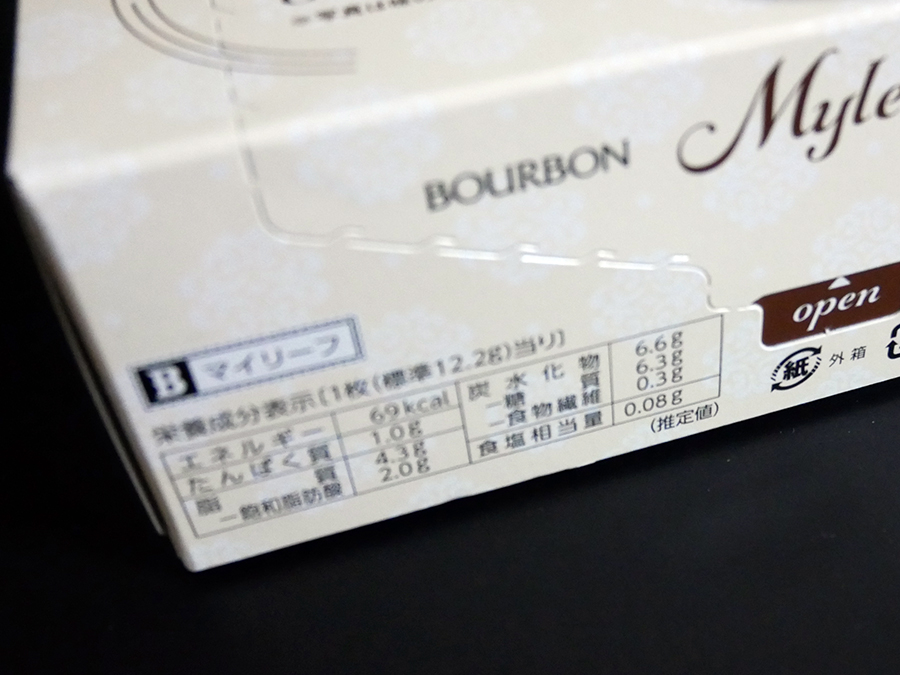 ※写真は
BOURBON
Myle
open
紙 外箱
B マイリーフ
栄養成分表示(1枚(標準12.2g)当り)
エネルギー 69kcal
たんぱく質 1.0g
脂質 4.3g
-飽和脂肪酸 2.0g
炭水化物 6.6g
-糖質 6.3g
-食物繊維 0.3g
食塩相当量 0.08g
(推定値)